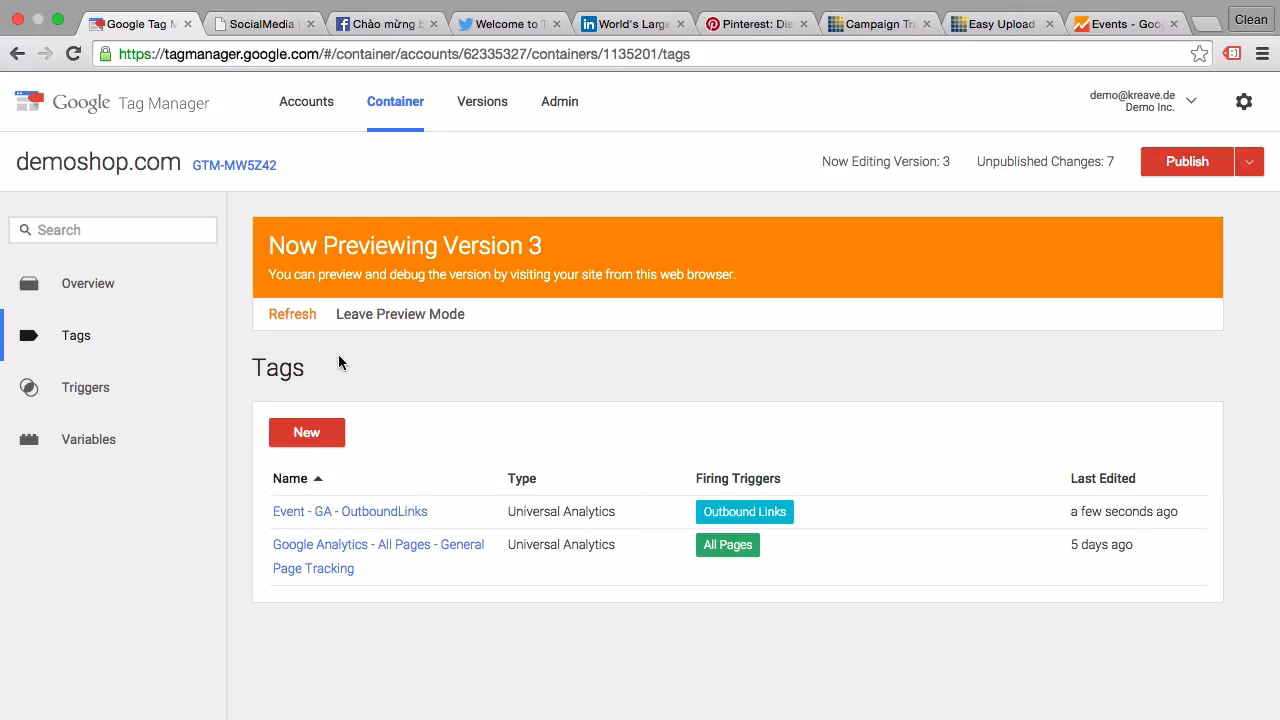 Google Tag M
SocialMedia
Chào mừng b
Welcome to T
World's Large
Pinterest: Dis
Campaign Tra
Easy Upload
Events - Goog
Clean
https://tagmanager.google.com/#/container/accounts/62335327/containers/1135201/tags
Google Tag Manager
Accounts
Container
Versions
Admin
demo@kreave.de
Demo Inc.
demoshop.com GTM-MW5Z42
Now Editing Version: 3
Unpublished Changes: 7
Publish
Search
Overview
Tags
Triggers
Variables
Now Previewing Version 3
You can preview and debug the version by visiting your site from this web browser.
Refresh Leave Preview Mode
Tags
New
Name Type Firing Triggers Last Edited
Event - GA - OutboundLinks Universal Analytics Outbound Links a few seconds ago
Google Analytics - All Pages - General Universal Analytics All Pages 5 days ago
Page Tracking